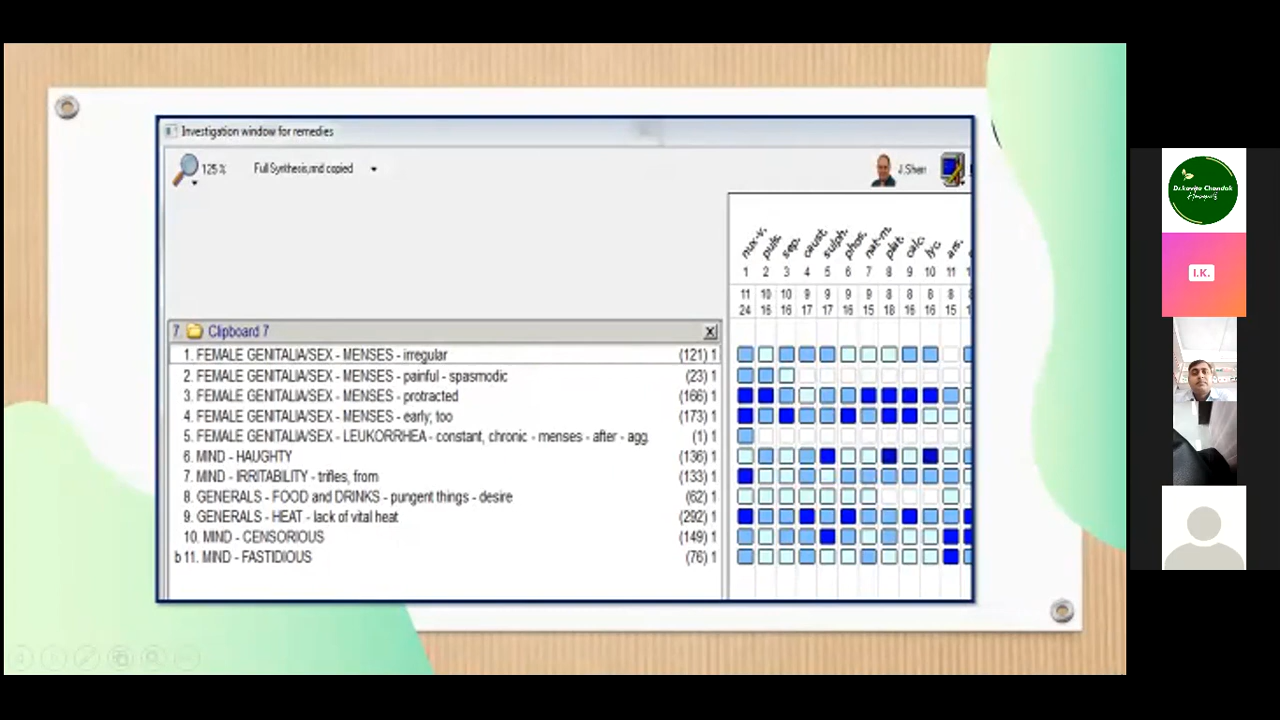 Investigation window for remedies
125 % Full Synthesis,rnd copied J.Sherr
nux-v. puls. sep. caust. sulph. phos. nat-m. plat. calc. lyc. ars.
1 2 3 4 5 6 7 8 9 10 11
11 10 10 9 9 9 9 8 8 8 8
24 16 16 17 17 16 15 18 16 16 15
7 Clipboard 7 X
1. FEMALE GENITALIA/SEX - MENSES - irregular (121) 1
2. FEMALE GENITALIA/SEX - MENSES - painful - spasmodic (23) 1
3. FEMALE GENITALIA/SEX - MENSES - protracted (166) 1
4. FEMALE GENITALIA/SEX - MENSES - early; too (173) 1
5. FEMALE GENITALIA/SEX - LEUKORRHEA - constant, chronic - menses - after - agg. (1) 1
6. MIND - HAUGHTY (136) 1
7. MIND - IRRITABILITY - trifles, from (133) 1
8. GENERALS - FOOD and DRINKS - pungent things - desire (62) 1
9. GENERALS - HEAT - lack of vital heat (292) 1
10. MIND - CENSORIOUS (149) 1
b 11. MIND - FASTIDIOUS (76) 1
Dr.Kavita Chandak
I.K.